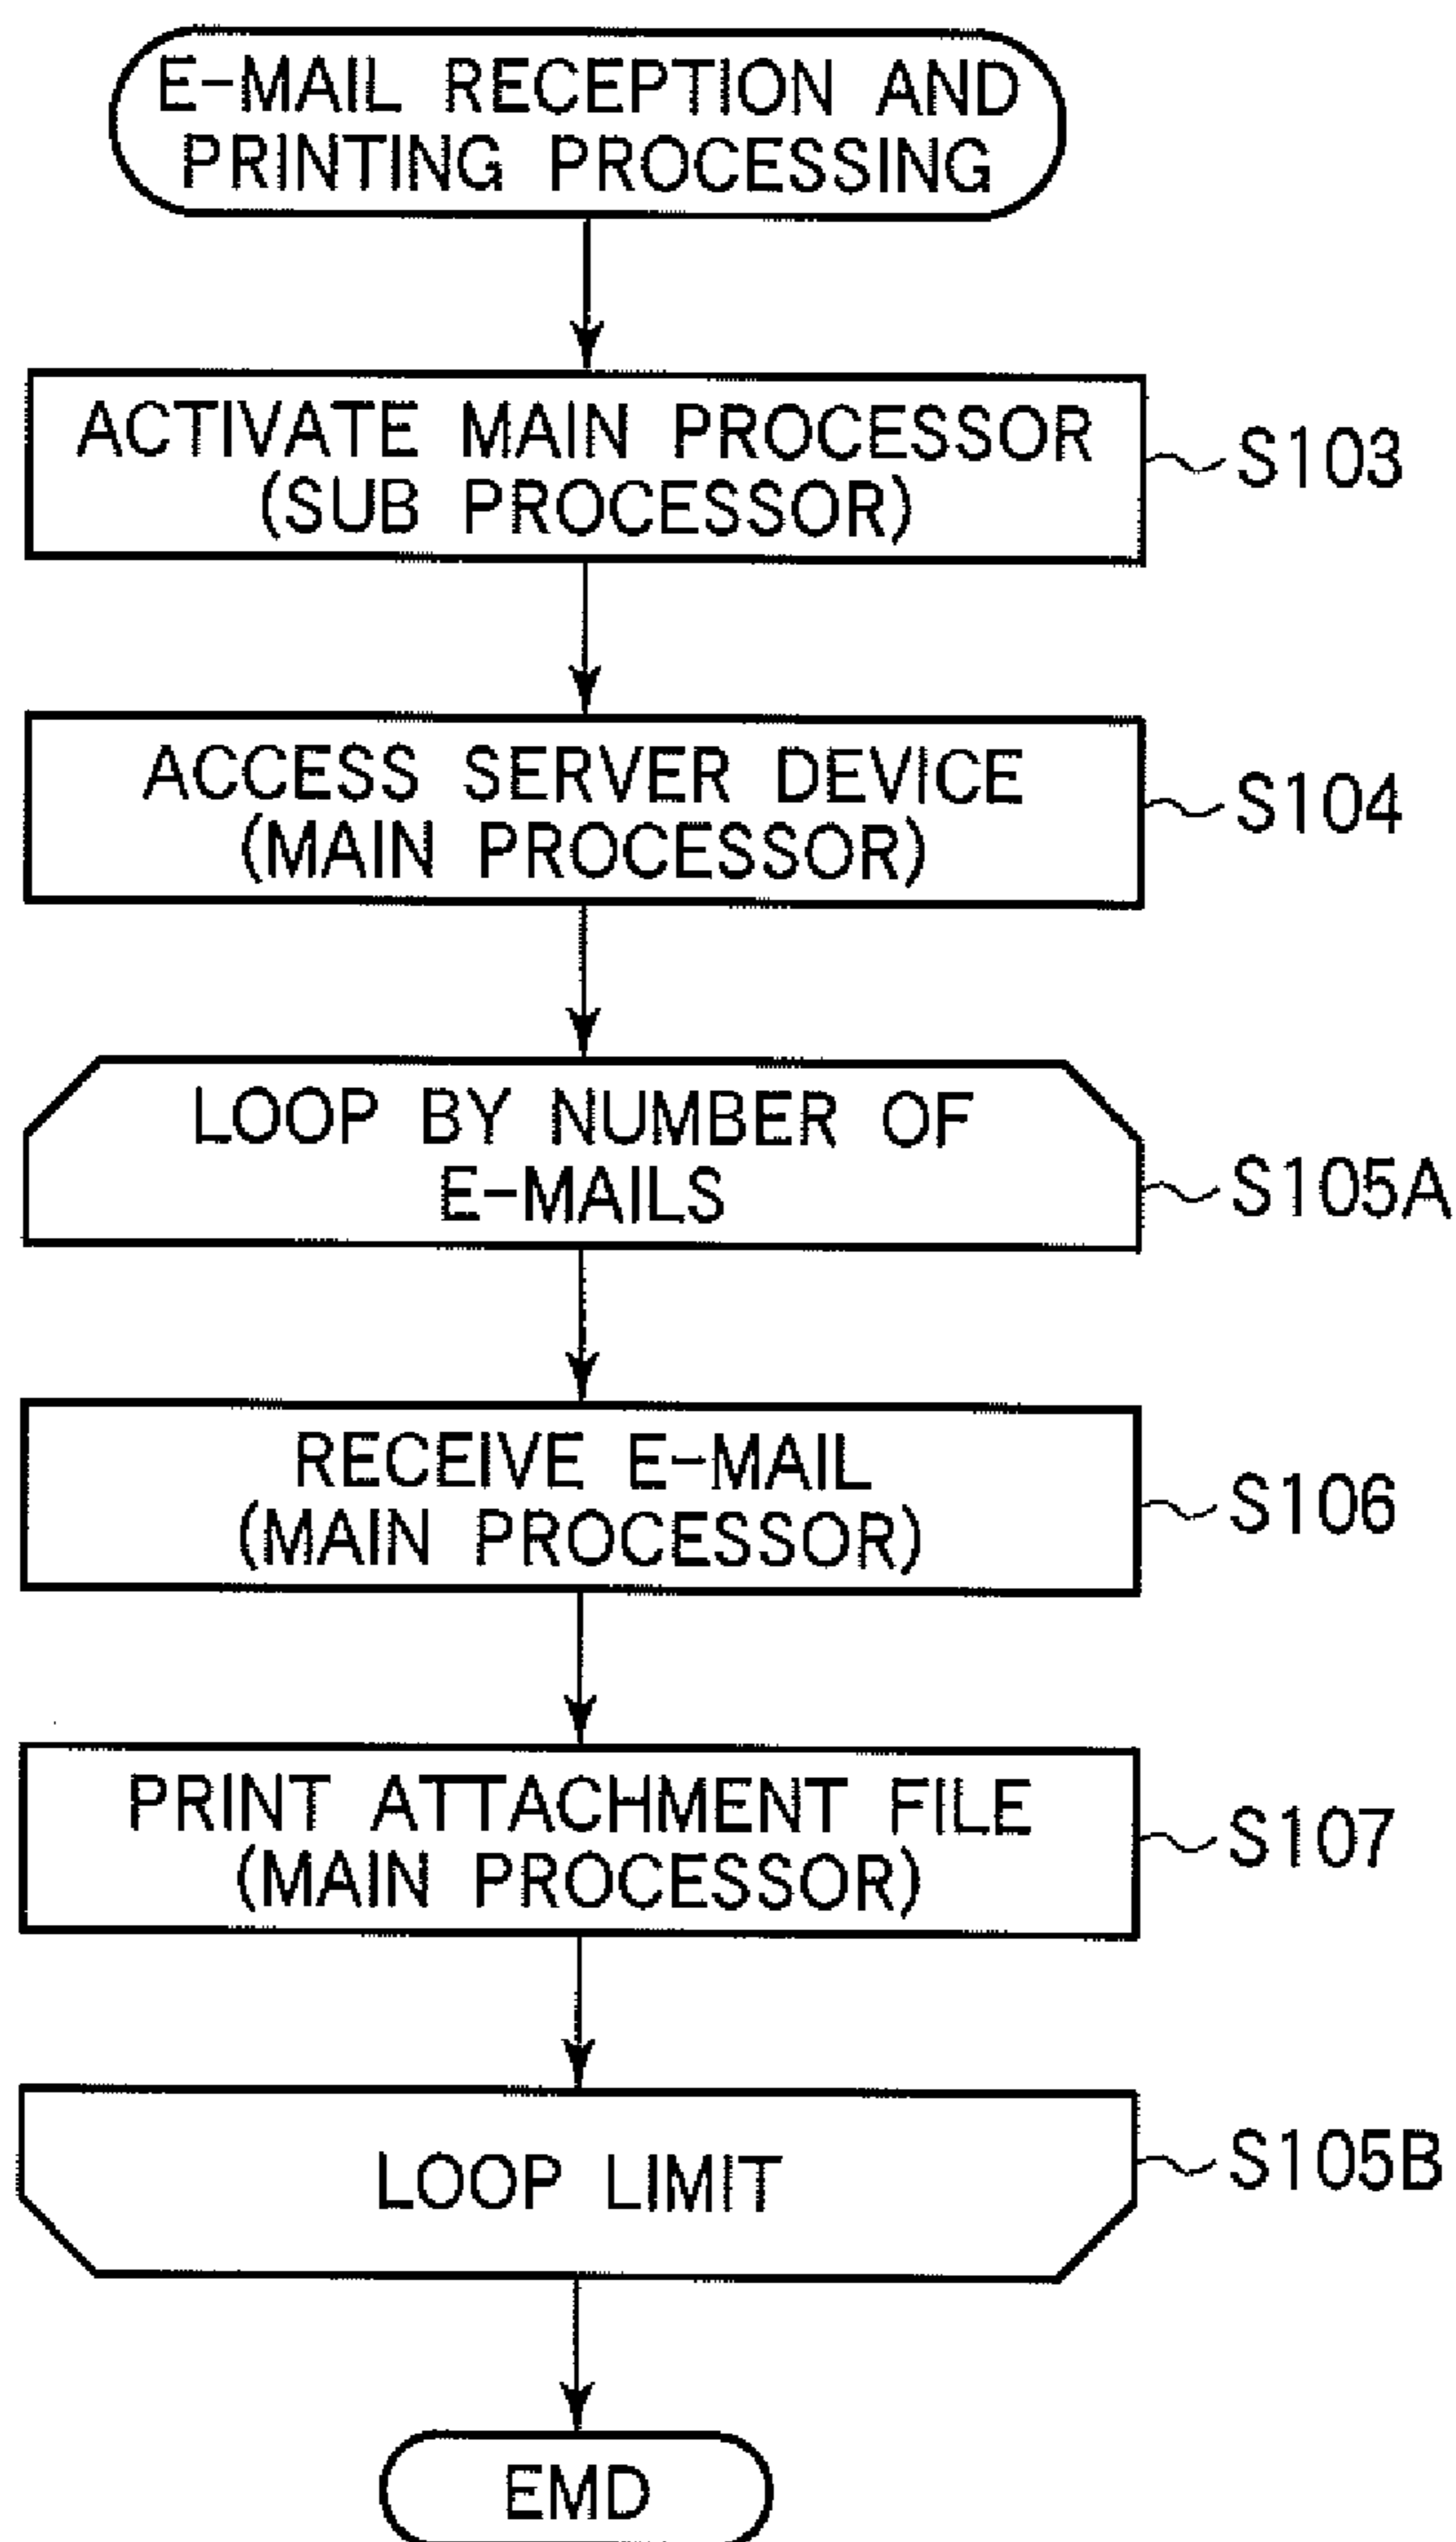 E-MAIL RECEPTION AND
PRINTING PROCESSING
ACTIVATE MAIN PROCESSOR
(SUB PROCESSOR)
S103
ACCESS SERVER DEVICE
(MAIN PROCESSOR)
S104
LOOP BY NUMBER OF
E-MAILS
S105A
RECEIVE E-MAIL
(MAIN PROCESSOR)
S106
PRINT ATTACHMENT FILE
(MAIN PROCESSOR)
S107
LOOP LIMIT
S105B
EMD